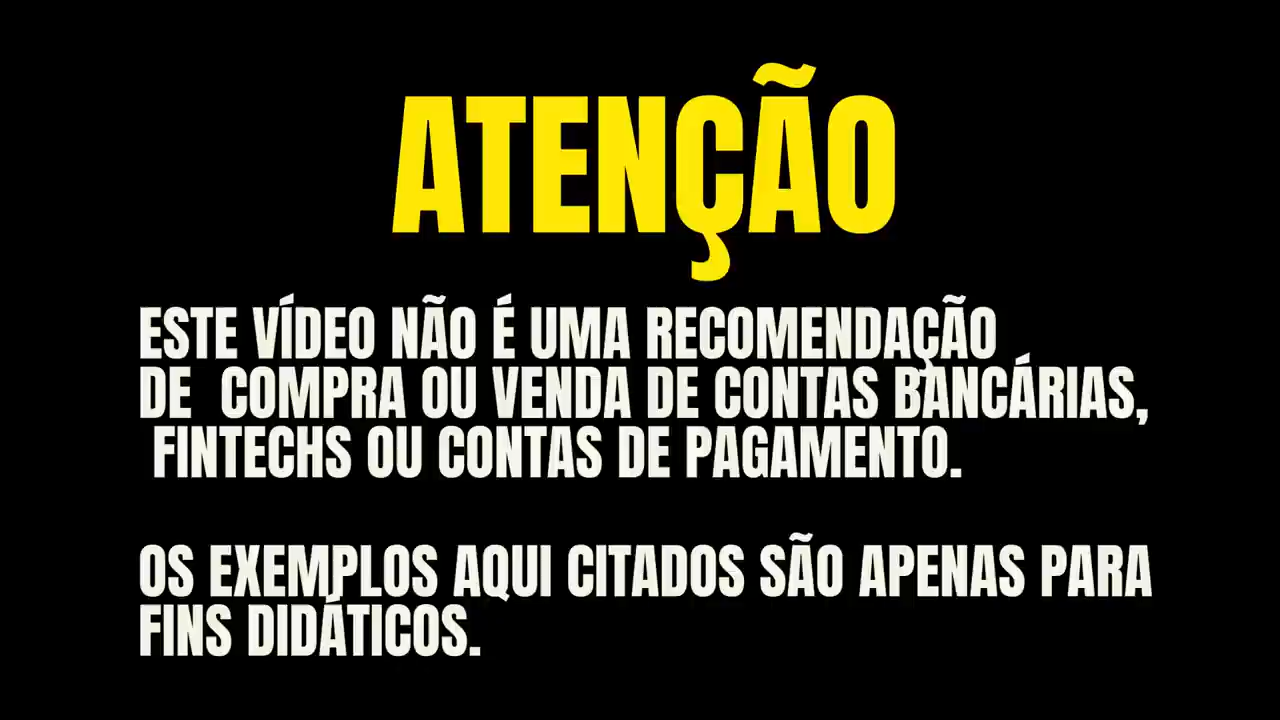 ATENÇÃO
ESTE VÍDEO NÃO É UMA RECOMENDAÇÃO
DE COMPRA OU VENDA DE CONTAS BANCÁRIAS,
FINTECHS OU CONTAS DE PAGAMENTO.
OS EXEMPLOS AQUI CITADOS SÃO APENAS PARA
FINS DIDÁTICOS.